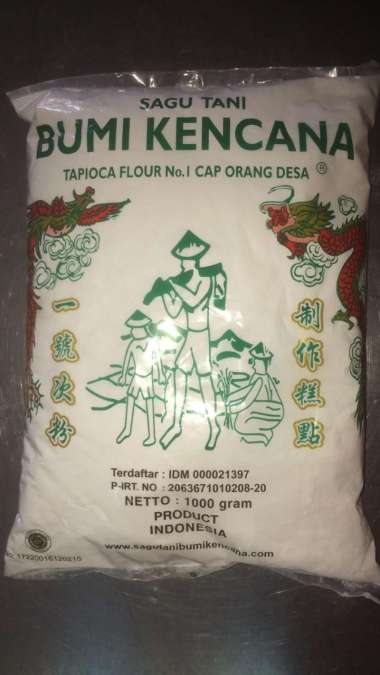 SAGU TANI
BUMI KENCANA
TAPIOCA FLOUR No.1 CAP ORANG DESA ®
一號次粉
制作糕點
Terdaftar : IDM 000021397
P-IRT. NO : 2063671010208-20
NETTO : 1000 gram
PRODUCT
INDONESIA
www.sagutanibumikencana.com
17220016120210